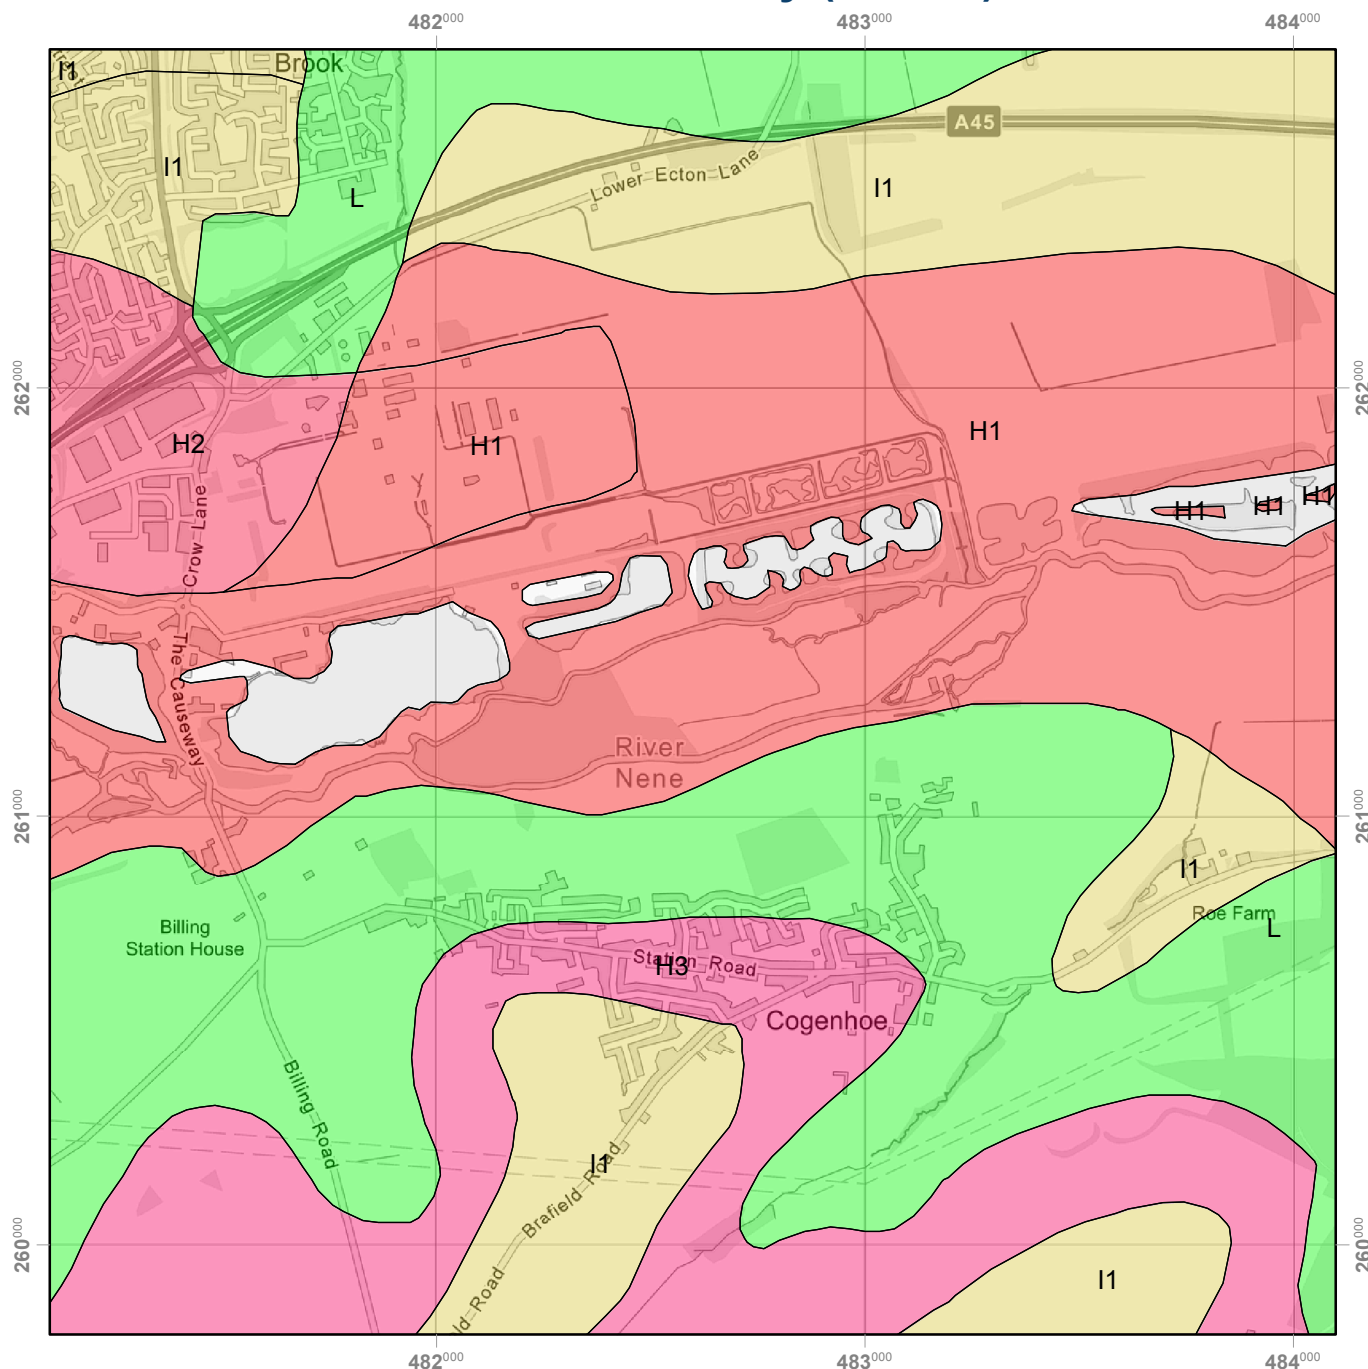 482000
483000
484000
I1
Brook
A45
I1
Lower Ecton Lane
I1
L
262000
262000
H1
H2
H1
H1
H1
H1
Crow Lane
The Causeway
River
Nene
261000
261000
I1
Roe Farm
L
Billing
Station House
Station Road
H3
Cogenhoe
Billing Road
I1
Brafield Road
260000
260000
I1
ld Road
482000
483000
484000